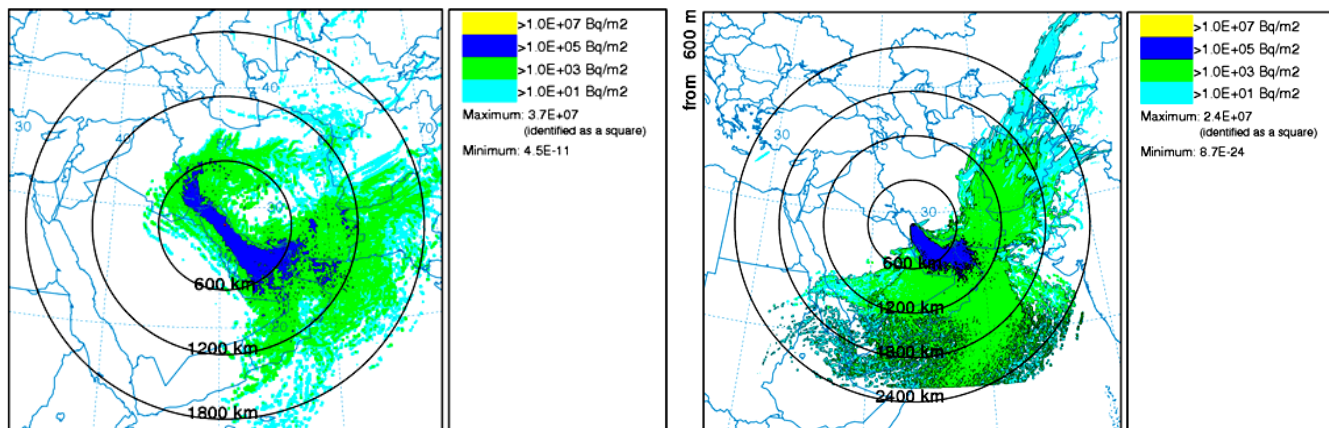 >1.0E+07 Bq/m2
>1.0E+05 Bq/m2
>1.0E+03 Bq/m2
>1.0E+01 Bq/m2
Maximum: 3.7E+07
(identified as a square)
Minimum: 4.5E-11
30
40
40
70
30
20
600 km
1200 km
1800 km
from 600 m
>1.0E+07 Bq/m2
>1.0E+05 Bq/m2
>1.0E+03 Bq/m2
>1.0E+01 Bq/m2
Maximum: 2.4E+07
(identified as a square)
Minimum: 8.7E-24
30
30
600 km
1200 km
1800 km
2400 km